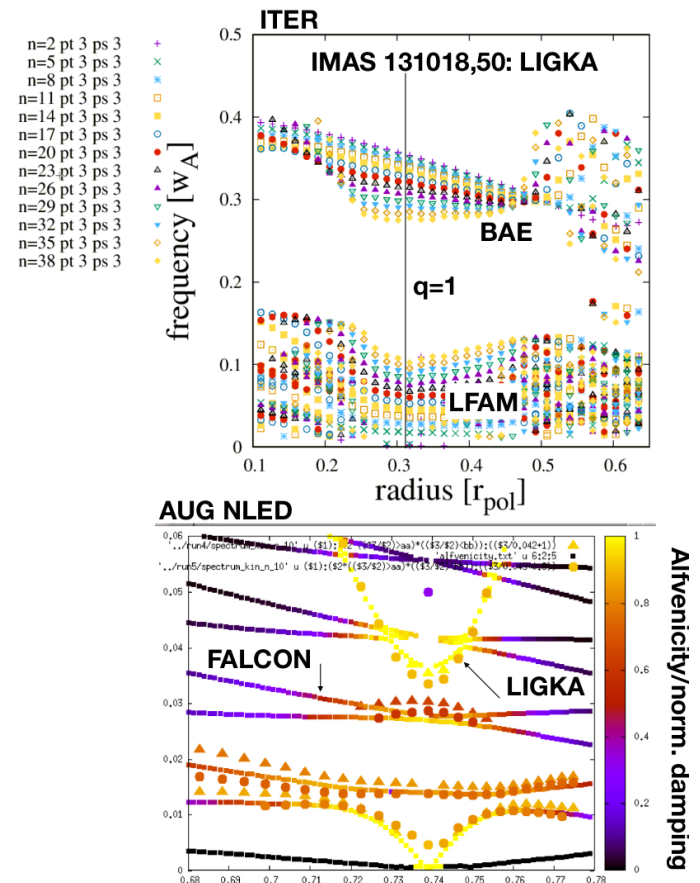 ITER
n=2 pt 3 ps 3
n=5 pt 3 ps 3
n=8 pt 3 ps 3
n=11 pt 3 ps 3
n=14 pt 3 ps 3
n=17 pt 3 ps 3
n=20 pt 3 ps 3
n=23 pt 3 ps 3
n=26 pt 3 ps 3
n=29 pt 3 ps 3
n=32 pt 3 ps 3
n=35 pt 3 ps 3
n=38 pt 3 ps 3
frequency [w_A]
0.5
0.4
0.3
0.2
0.1
0
IMAS 131018,50: LIGKA
BAE
q=1
LFAM
0.1 0.2 0.3 0.4 0.5 0.6
radius [r_pol]
AUG NLED
'alfvenicity.txt' u 6:2:5
0.06
0.05
0.04
0.03
0.02
0.01
0
FALCON
LIGKA
0.68 0.69 0.7 0.71 0.72 0.73 0.74 0.75 0.76 0.77 0.78
1
0.8
0.6
0.4
0.2
0
Alfvenicity/norm. damping